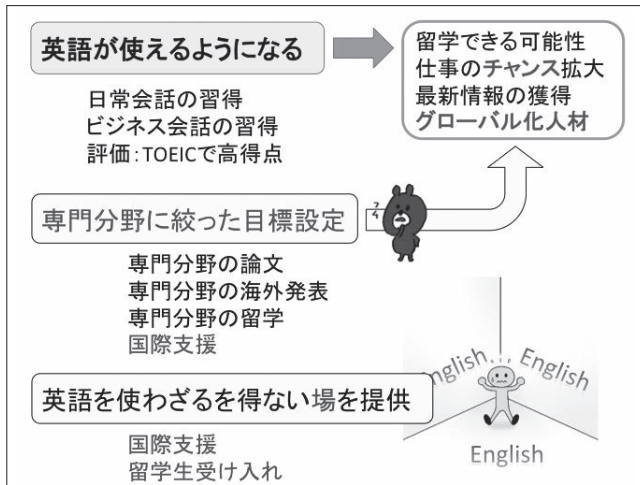 英語が使えるようになる
留学できる可能性
仕事のチャンス拡大
最新情報の獲得
グローバル化人材
日常会話の習得
ビジネス会話の習得
評価:TOEICで高得点
専門分野に絞った目標設定
専門分野の論文
専門分野の海外発表
専門分野の留学
国際支援
English
English
English
英語を使わざるを得ない場を提供
国際支援
留学生受け入れ